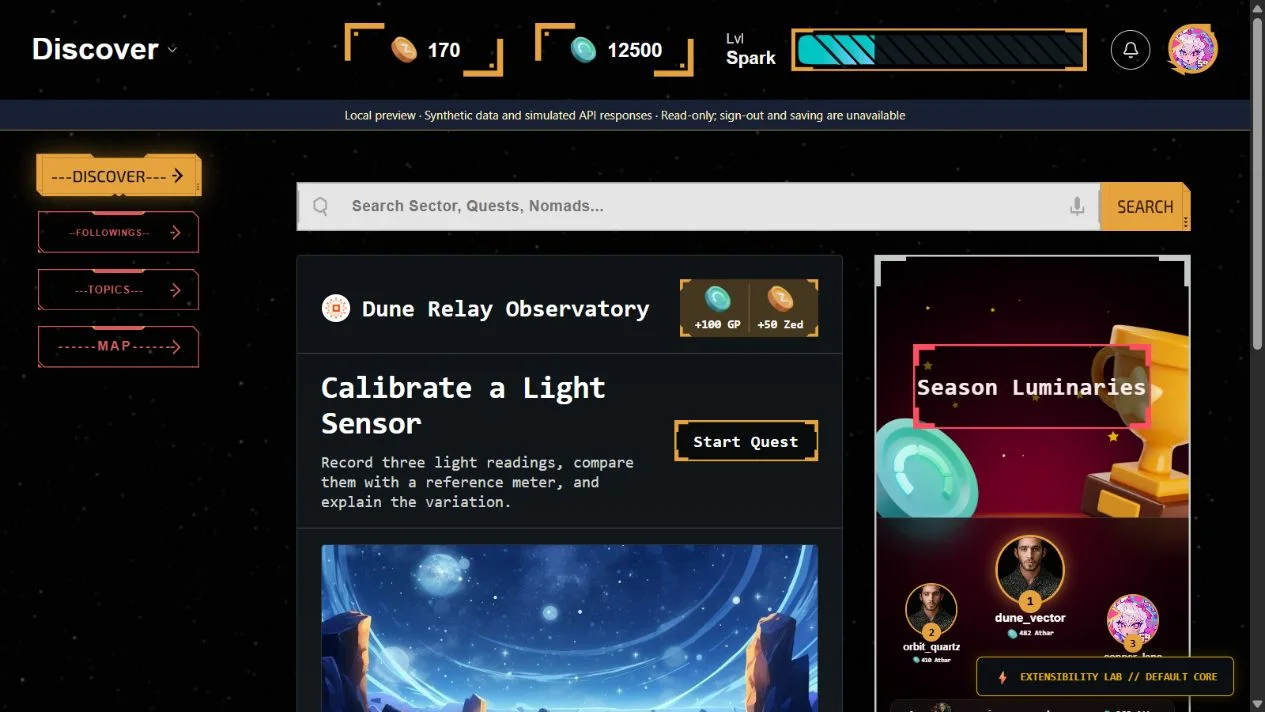 Discover
170
12500
Lvl
Spark
Local preview · Synthetic data and simulated API responses · Read-only; sign-out and saving are unavailable
---DISCOVER---
--FOLLOWINGS--
---TOPICS---
------MAP------
Search Sector, Quests, Nomads...
SEARCH
Dune Relay Observatory
+100 GP
+50 Zed
Calibrate a Light
Sensor
Record three light readings, compare
them with a reference meter, and
explain the variation.
Start Quest
Season Luminaries
1
dune_vector
482 Athar
2
orbit_quartz
410 Athar
3
EXTENSIBILITY LAB // DEFAULT CORE